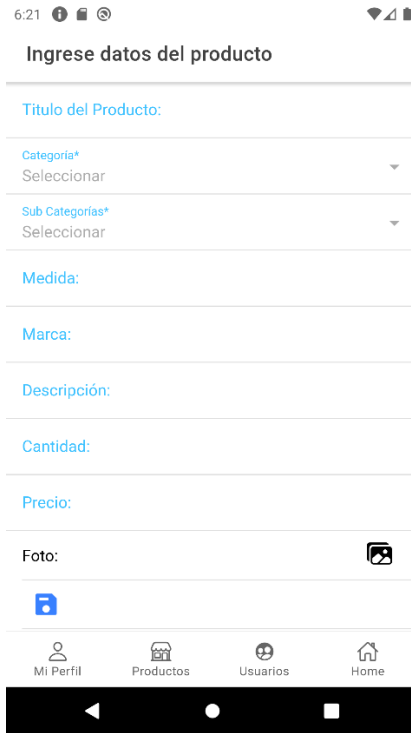 6:21
Ingrese datos del producto
Titulo del Producto:
Categoría*
Seleccionar
Sub Categorías*
Seleccionar
Medida:
Marca:
Descripción:
Cantidad:
Precio:
Foto:
Mi Perfil Productos Usuarios Home